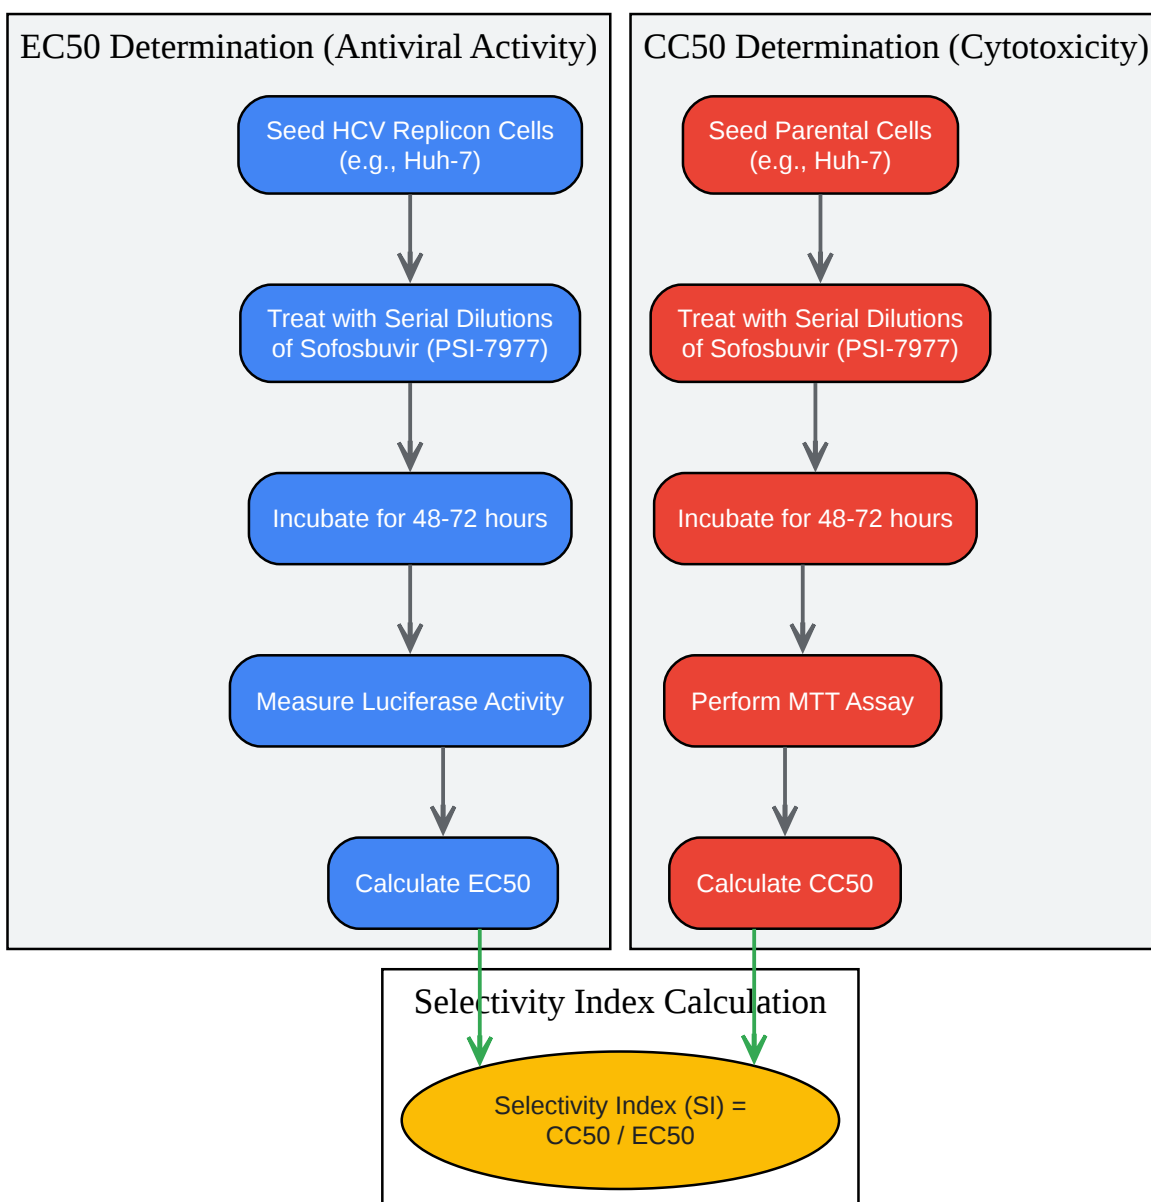 EC50 Determination (Antiviral Activity)
Seed HCV Replicon Cells
(e.g., Huh-7)
Treat with Serial Dilutions
of Sofosbuvir (PSI-7977)
Incubate for 48-72 hours
Measure Luciferase Activity
Calculate EC50
CC50 Determination (Cytotoxicity)
Seed Parental Cells
(e.g., Huh-7)
Treat with Serial Dilutions
of Sofosbuvir (PSI-7977)
Incubate for 48-72 hours
Perform MTT Assay
Calculate CC50
Selectivity Index Calculation
Selectivity Index (SI) =
CC50 / EC50